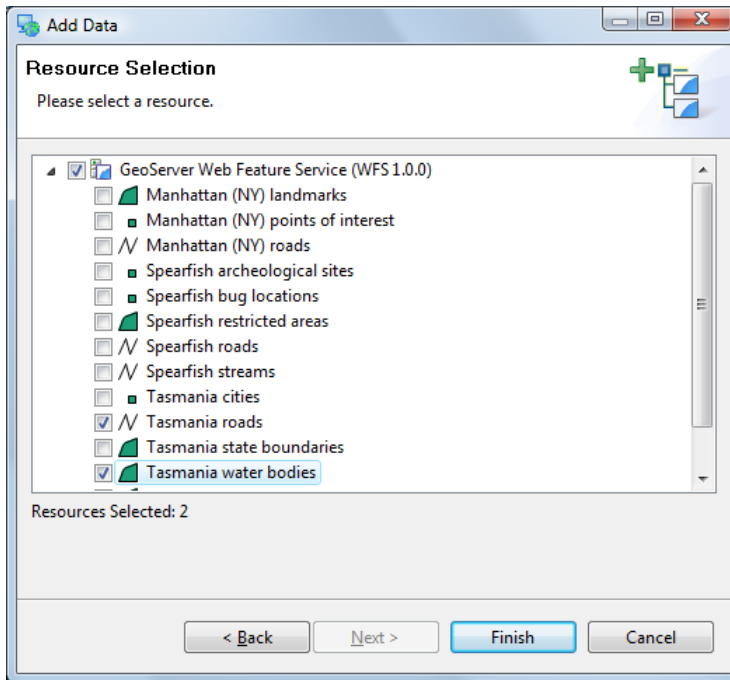 Add Data
Resource Selection
Please select a resource.
GeoServer Web Feature Service (WFS 1.0.0)
Manhattan (NY) landmarks
Manhattan (NY) points of interest
Manhattan (NY) roads
Spearfish archeological sites
Spearfish bug locations
Spearfish restricted areas
Spearfish roads
Spearfish streams
Tasmania cities
Tasmania roads
Tasmania state boundaries
Tasmania water bodies
Resources Selected: 2
< Back Next > Finish Cancel